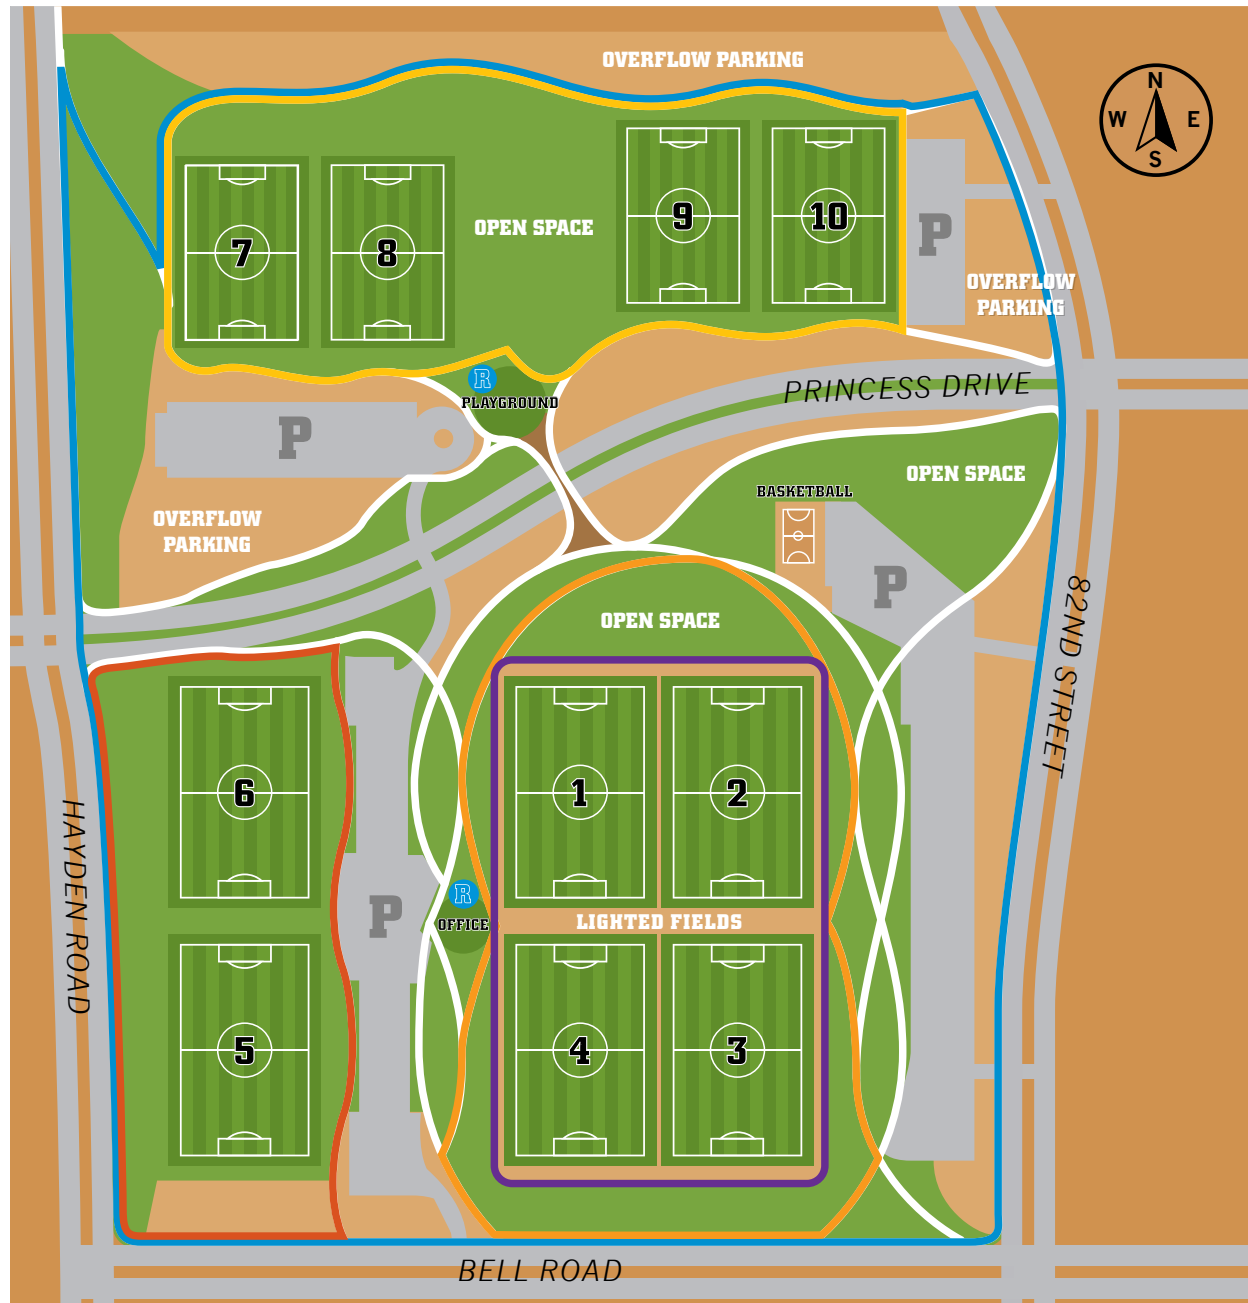 OVERFLOW PARKING
N
W E
S
7
8
OPEN SPACE
9
10
P
OVERFLOW
PARKING
R
PLAYGROUND
PRINCESS DRIVE
P
OPEN SPACE
BASKETBALL
OVERFLOW
PARKING
P
OPEN SPACE
82ND STREET
6
1
2
HAYDEN ROAD
R
P
OFFICE
LIGHTED FIELDS
5
4
3
BELL ROAD